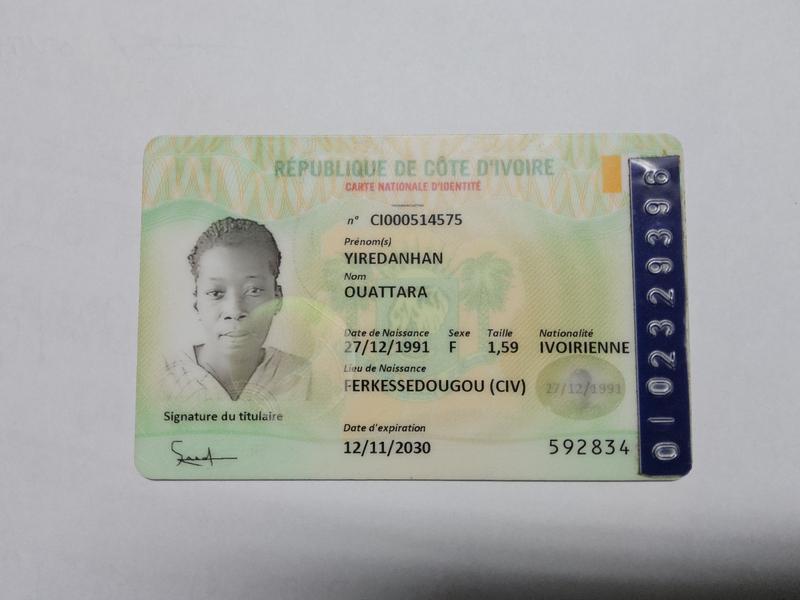 RÉPUBLIQUE DE CÔTE D'IVOIRE
CARTE NATIONALE D'IDENTITÉ
n° CI000514575
Prénom(s)
YIREDANHAN
Nom
OUATTARA
Date de Naissance Sexe Taille Nationalité
27/12/1991 F 1,59 IVOIRIENNE
Lieu de Naissance
FERKESSEDOUGOU (CIV)
27/12/1991
Signature du titulaire
Date d'expiration
12/11/2030
592834
0102329396